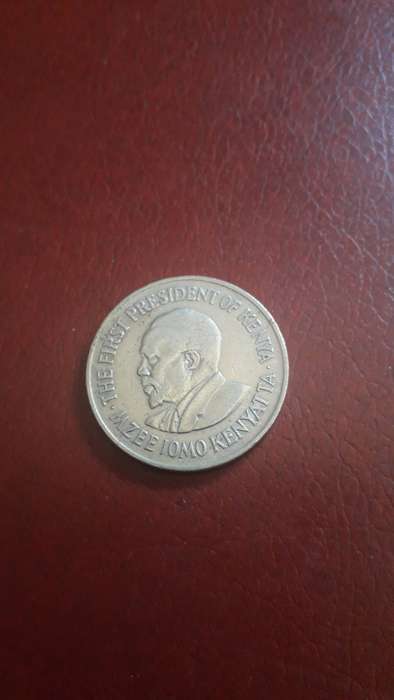 THE FIRST PRESIDENT OF KENYA ·
MZEE JOMO KENYATTA ·